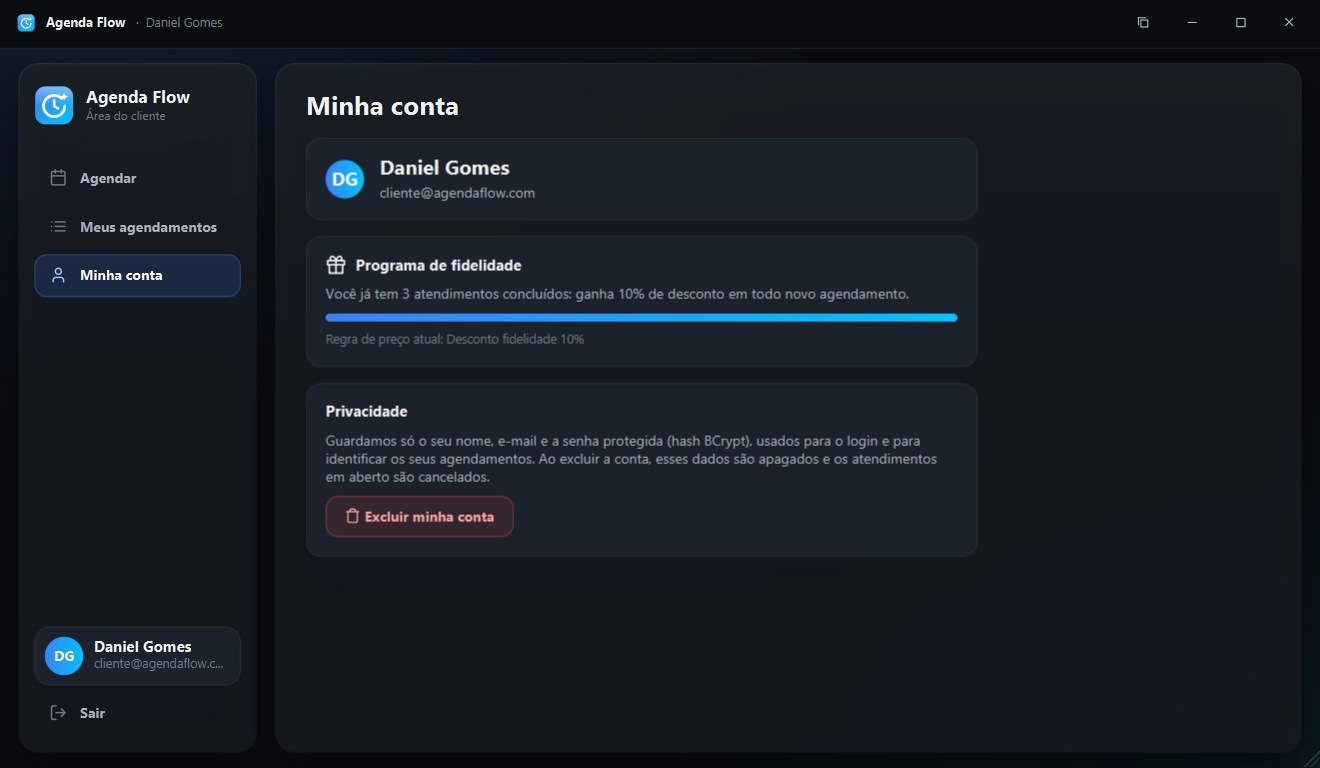 Agenda Flow · Daniel Gomes
Agenda Flow
Área do cliente
Agendar
Meus agendamentos
Minha conta
DG
Daniel Gomes
cliente@agendaflow.c...
Sair
Minha conta
DG
Daniel Gomes
cliente@agendaflow.com
Programa de fidelidade
Você já tem 3 atendimentos concluídos: ganha 10% de desconto em todo novo agendamento.
Regra de preço atual: Desconto fidelidade 10%
Privacidade
Guardamos só o seu nome, e-mail e a senha protegida (hash BCrypt), usados para o login e para
identificar os seus agendamentos. Ao excluir a conta, esses dados são apagados e os atendimentos
em aberto são cancelados.
Excluir minha conta